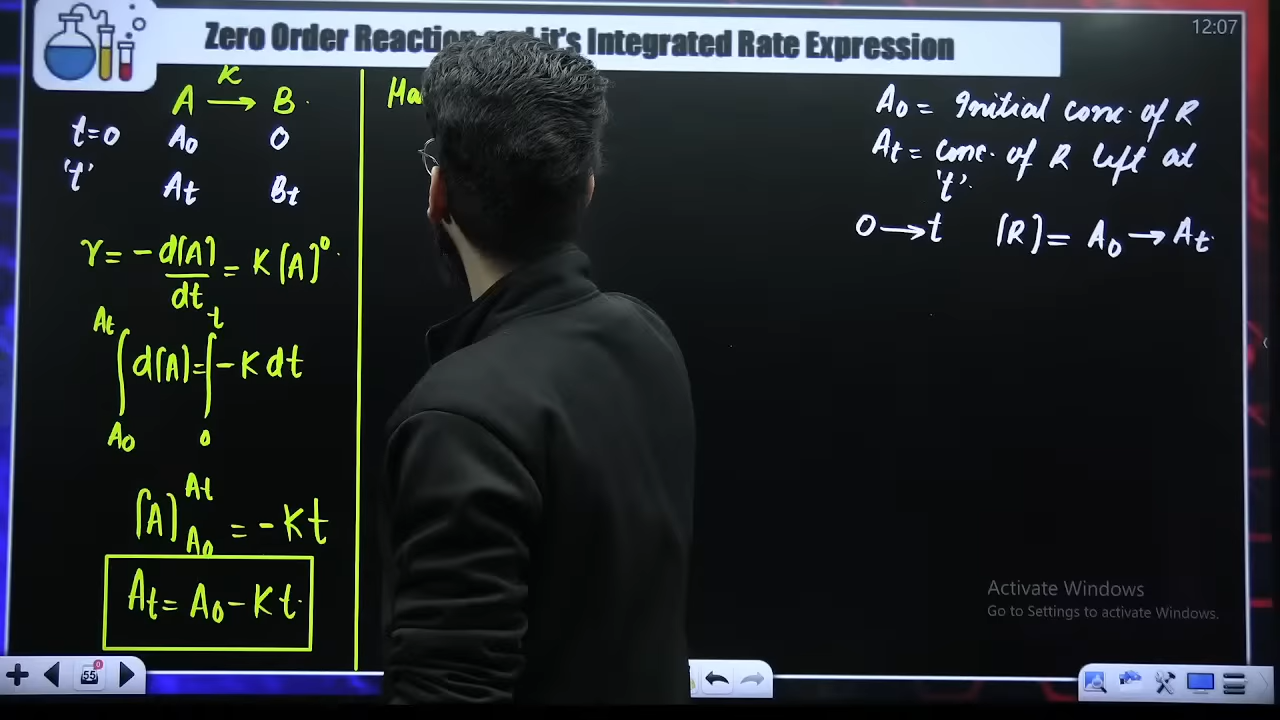 12:07
Zero Order Reaction it's Integrated Rate Expression
A —K→ B
t=0 A₀ 0
't' At Bt
r = -d[A]/dt = K[A]⁰
∫_{A₀}^{At} d[A] = ∫_{0}^{t} -K dt
[A]_{A₀}^{At} = -Kt
At = A₀ - Kt
A₀ = Initial conc. of R
At = conc. of R left at
't'.
0 → t [R] = A₀ → At
Activate Windows
Go to Settings to activate Windows.
55